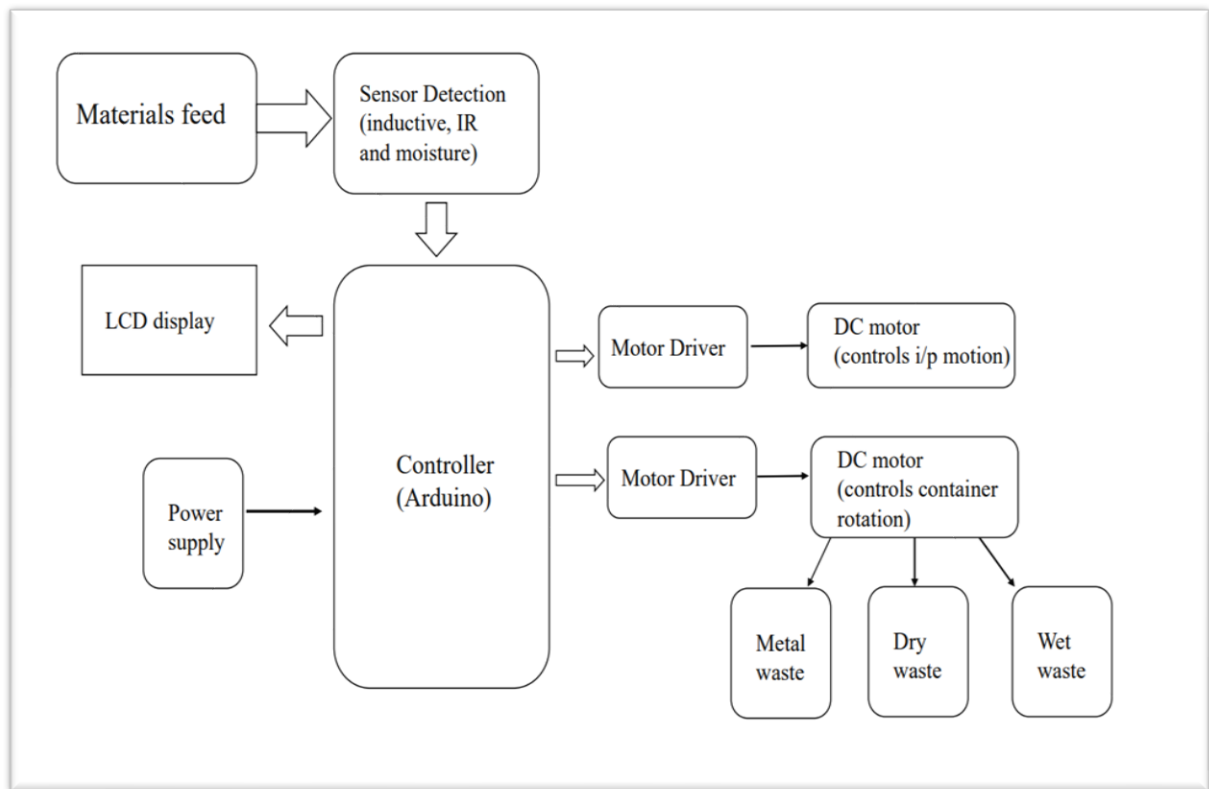 Materials feed
Sensor Detection
(inductive, IR
and moisture)
LCD display
Motor Driver
DC motor
(controls i/p motion)
Controller
(Arduino)
Motor Driver
DC motor
(controls container
rotation)
Power
supply
Metal
waste
Dry
waste
Wet
waste